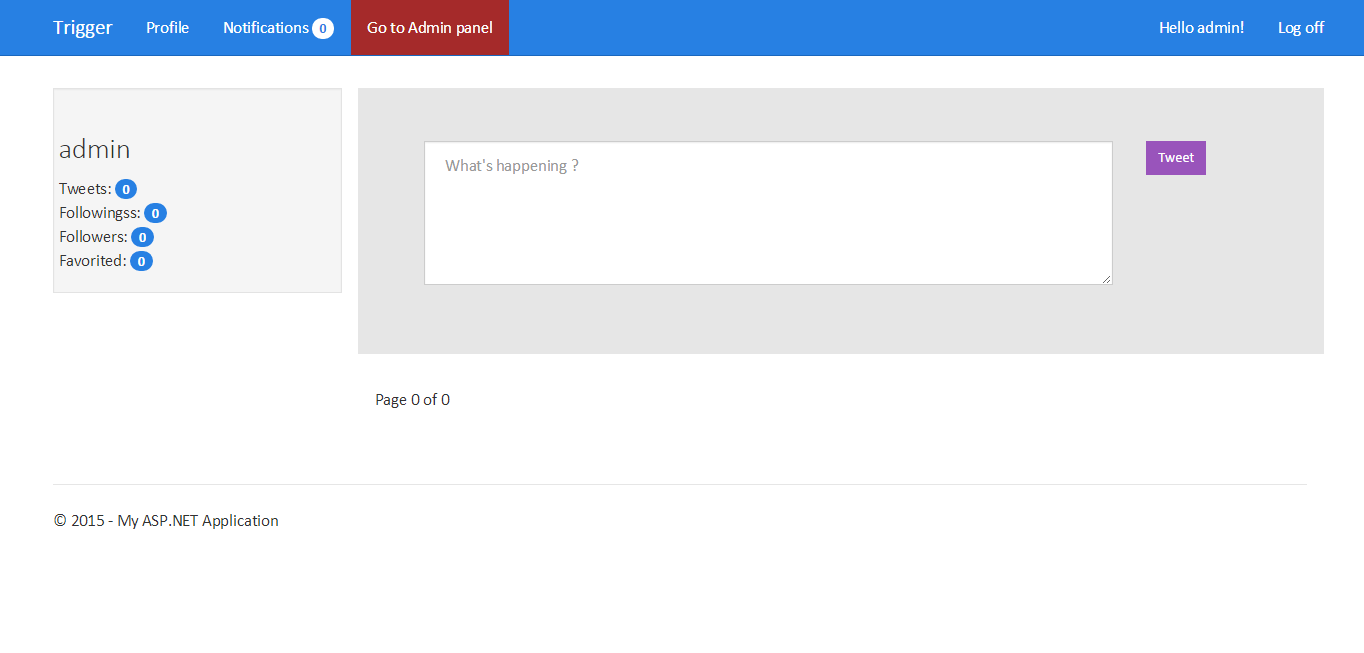 Trigger Profile Notifications 0 Go to Admin panel Hello admin! Log off
admin
Tweets: 0
Followingss: 0
Followers: 0
Favorited: 0
What's happening ?
Tweet
Page 0 of 0
© 2015 - My ASP.NET Application